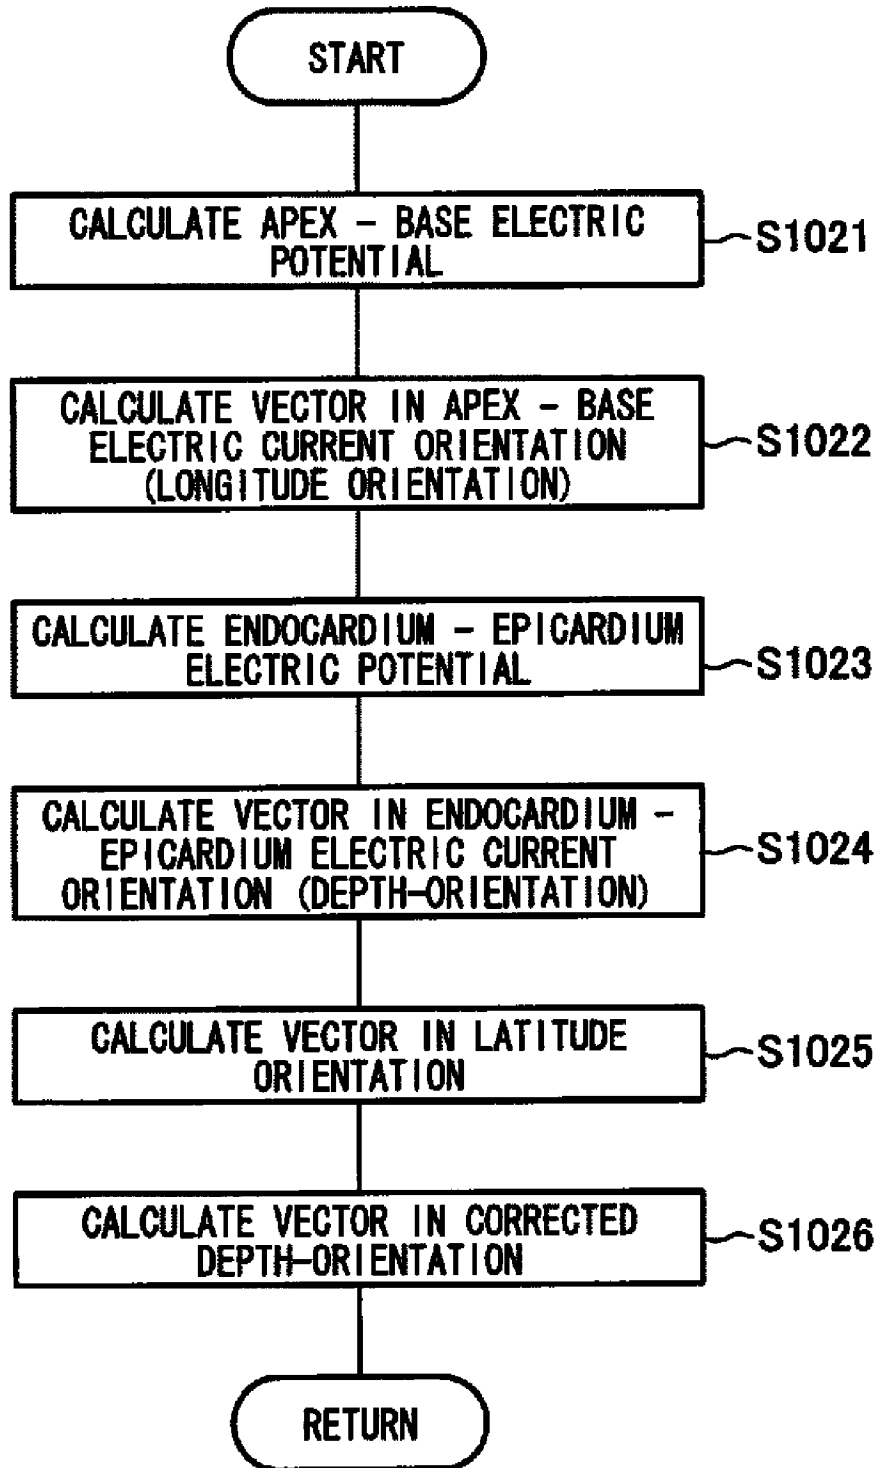 START
CALCULATE APEX - BASE ELECTRIC
POTENTIAL
S1021
CALCULATE VECTOR IN APEX - BASE
ELECTRIC CURRENT ORIENTATION
(LONGITUDE ORIENTATION)
S1022
CALCULATE ENDOCARDIUM - EPICARDIUM
ELECTRIC POTENTIAL
S1023
CALCULATE VECTOR IN ENDOCARDIUM -
EPICARDIUM ELECTRIC CURRENT
ORIENTATION (DEPTH-ORIENTATION)
S1024
CALCULATE VECTOR IN LATITUDE
ORIENTATION
S1025
CALCULATE VECTOR IN CORRECTED
DEPTH-ORIENTATION
S1026
RETURN